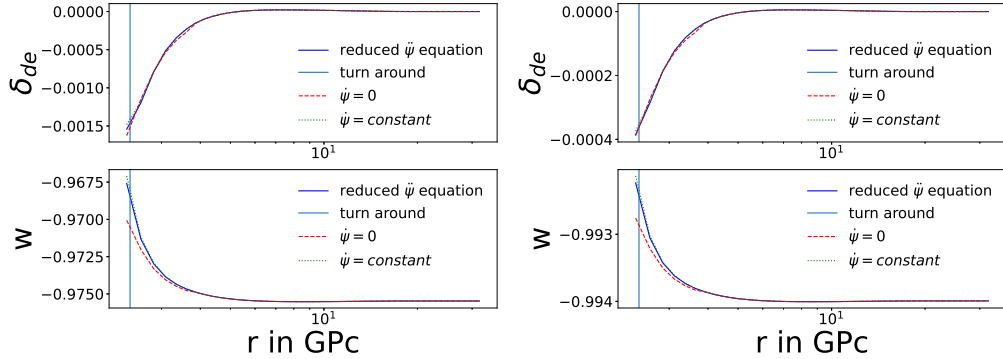 0.0000
−0.0005
−0.0010
−0.0015
δde
reduced ψ̈ equation
turn around
ψ̇ = 0
ψ̇ = constant
10¹
−0.9675
−0.9700
−0.9725
−0.9750
w
reduced ψ̈ equation
turn around
ψ̇ = 0
ψ̇ = constant
10¹
r in GPc
0.0000
−0.0002
−0.0004
δde
reduced ψ̈ equation
turn around
ψ̇ = 0
ψ̇ = constant
10¹
−0.993
−0.994
w
reduced ψ̈ equation
turn around
ψ̇ = 0
ψ̇ = constant
10¹
r in GPc